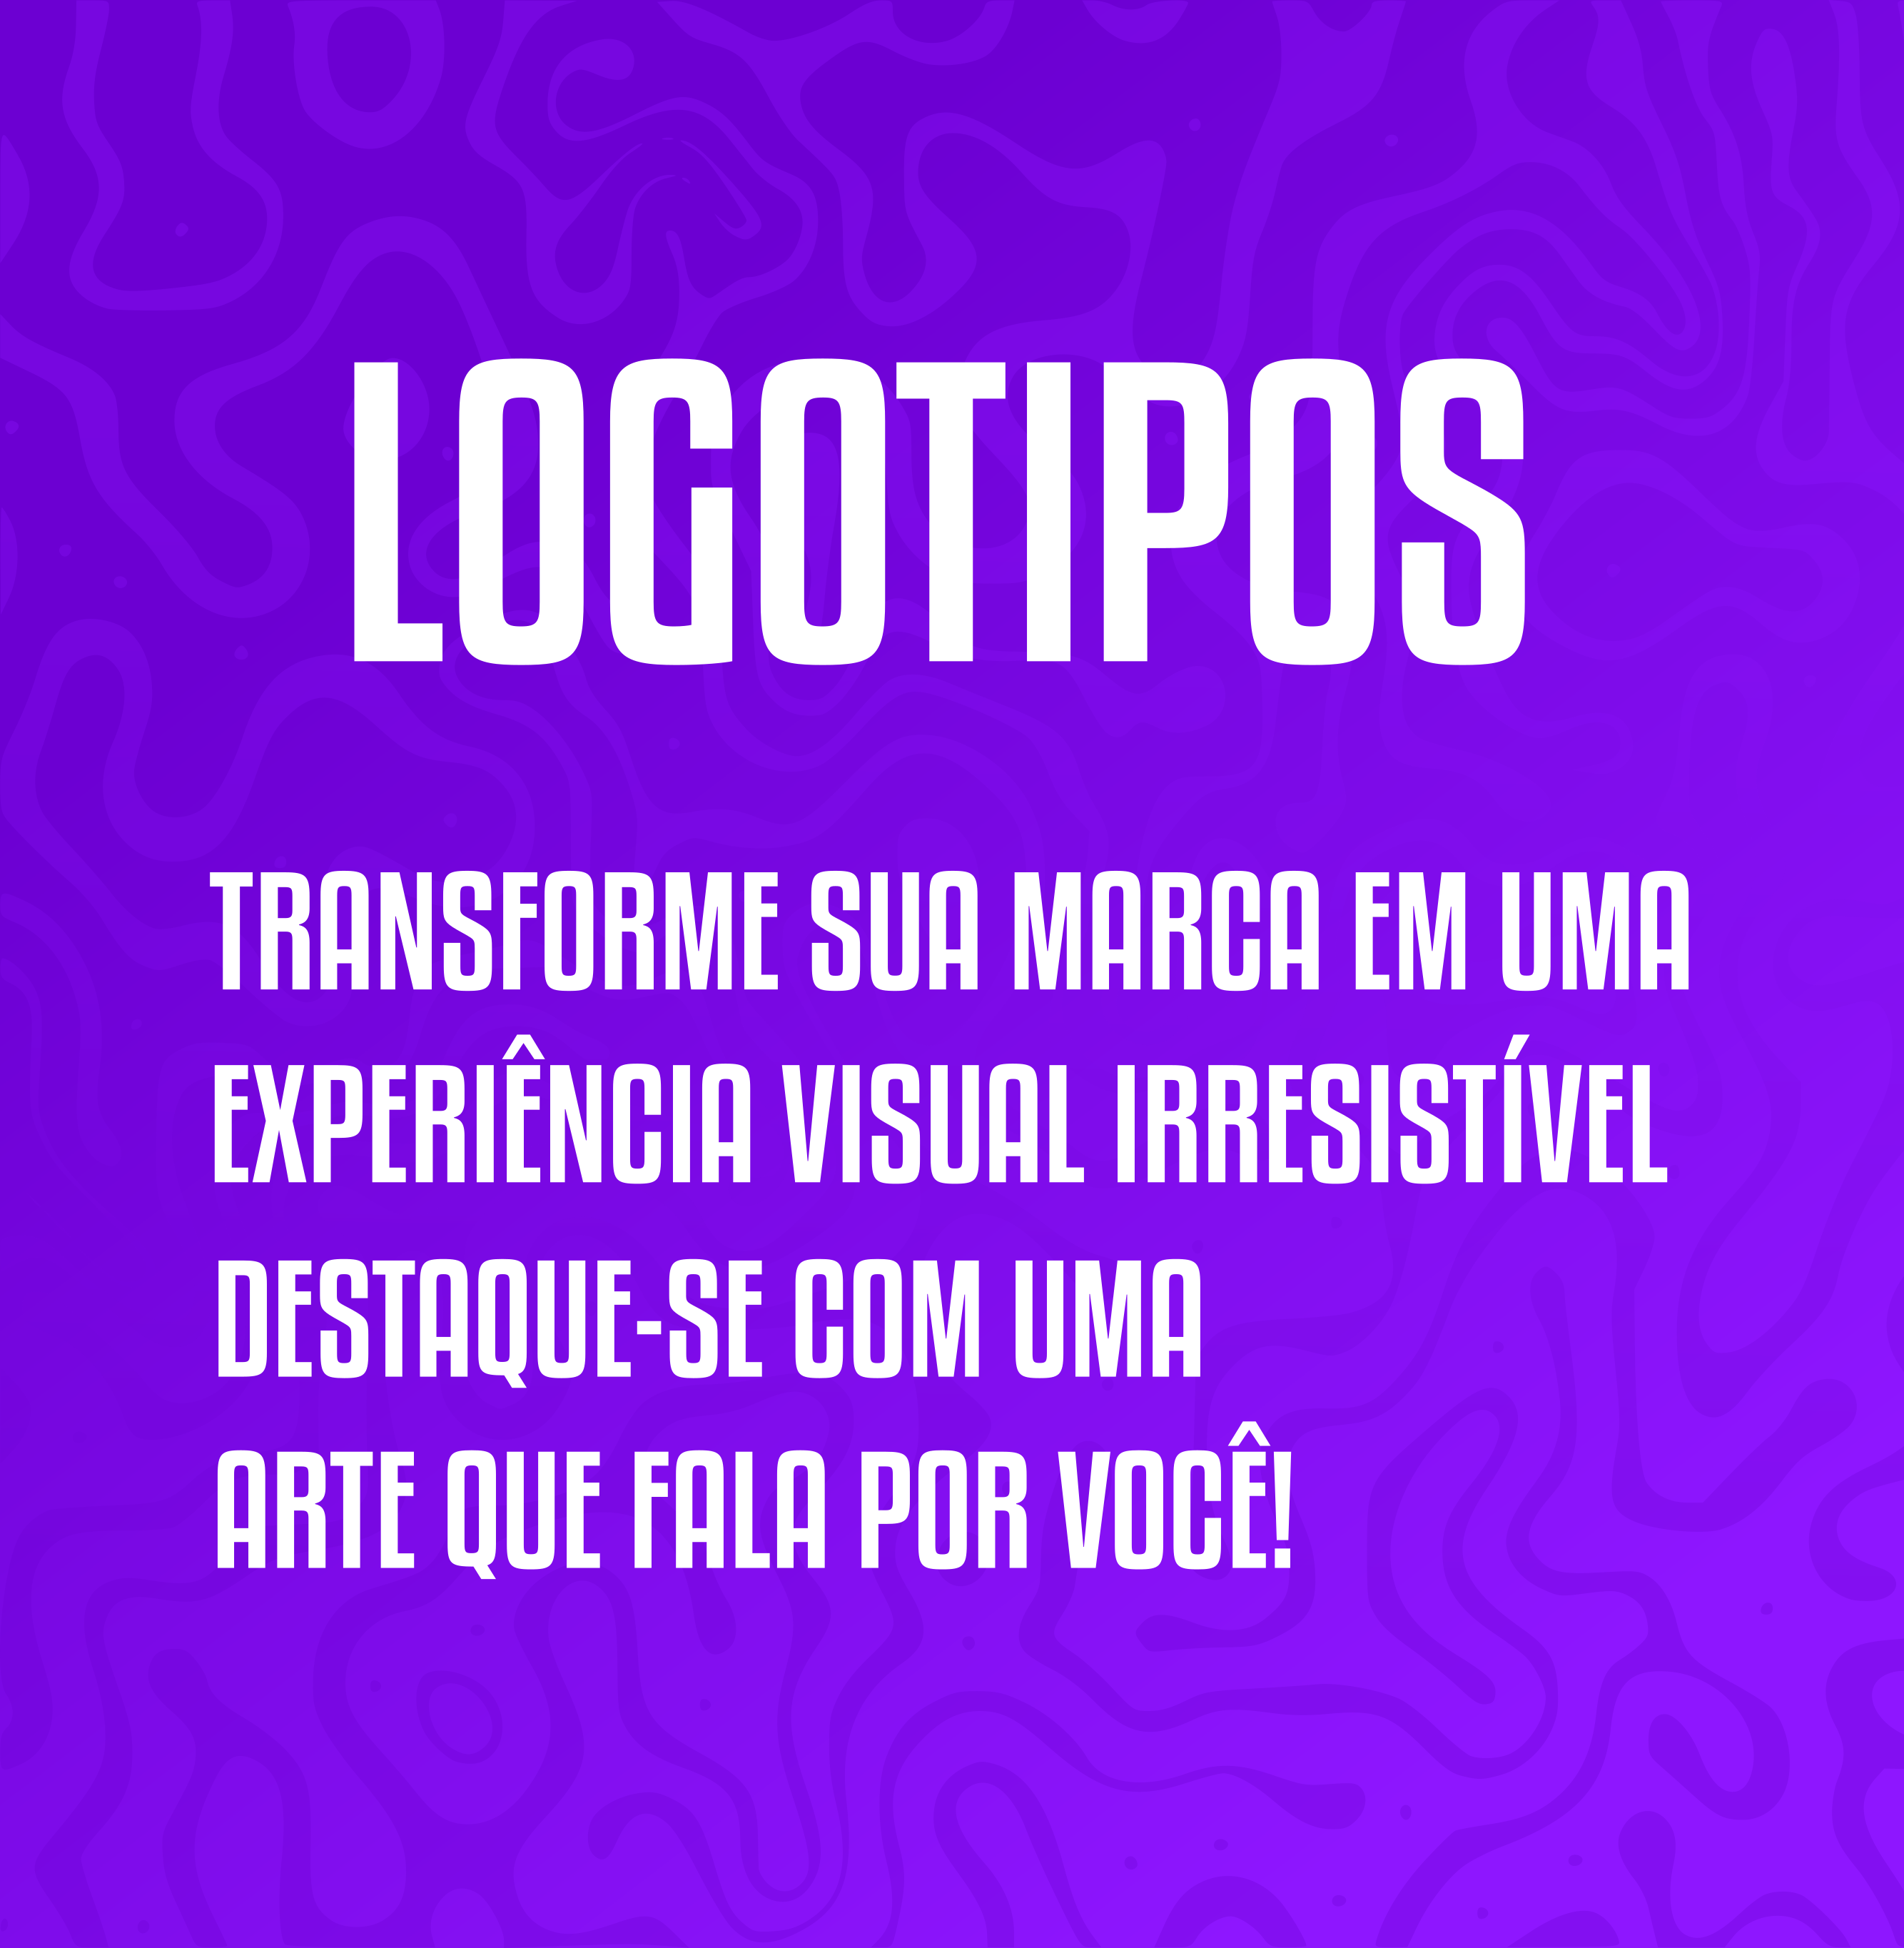 LOGOTIPOS
TRANSFORME SUA MARCA EM UMA
EXPERIÊNCIA VISUAL IRRESISTÍVEL
DESTAQUE-SE COM UMA
ARTE QUE FALA POR VOCÊ!